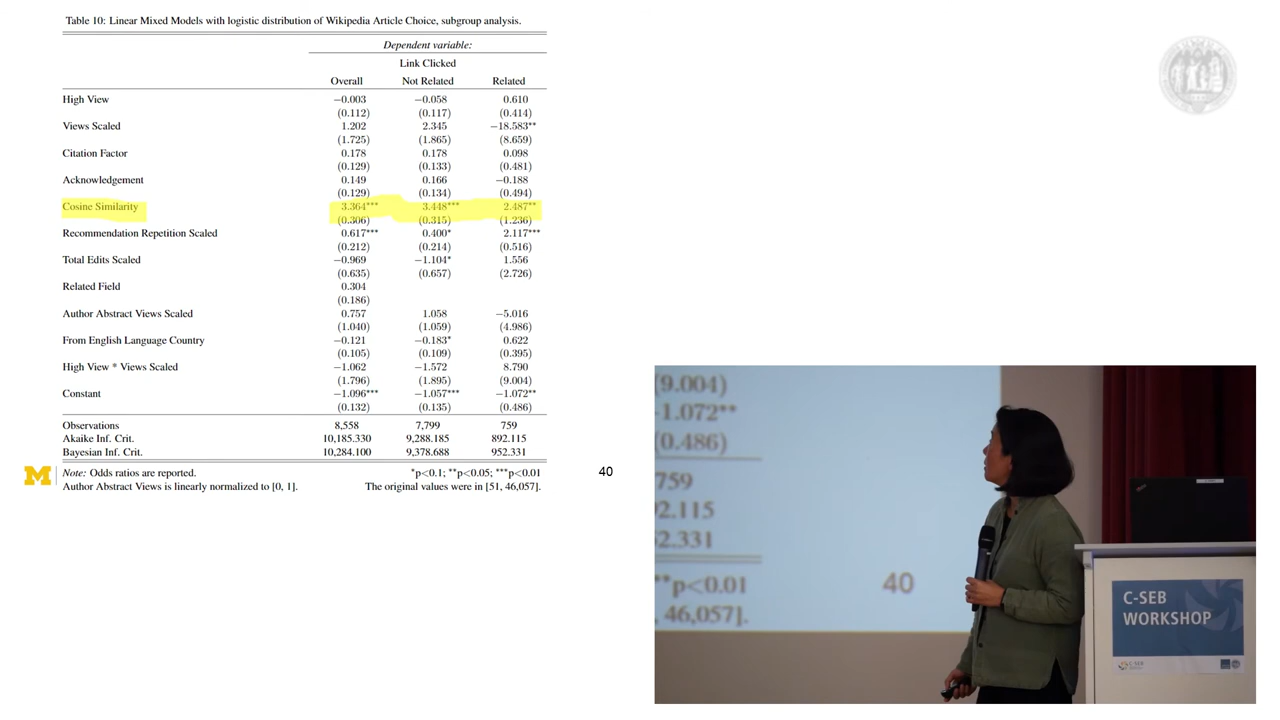 Table 10: Linear Mixed Models with logistic distribution of Wikipedia Article Choice, subgroup analysis.
Dependent variable:
Link Clicked
Overall Not Related Related
High View −0.003 −0.058 0.610
(0.112) (0.117) (0.414)
Views Scaled 1.202 2.345 −18.583**
(1.725) (1.865) (8.659)
Citation Factor 0.178 0.178 0.098
(0.129) (0.133) (0.481)
Acknowledgement 0.149 0.166 −0.188
(0.129) (0.134) (0.494)
Cosine Similarity 3.364*** 3.448*** 2.487**
(0.306) (0.315) (1.236)
Recommendation Repetition Scaled 0.617*** 0.400* 2.117***
(0.212) (0.214) (0.516)
Total Edits Scaled −0.969 −1.104* 1.556
(0.635) (0.657) (2.726)
Related Field 0.304
(0.186)
Author Abstract Views Scaled 0.757 1.058 −5.016
(1.040) (1.059) (4.986)
From English Language Country −0.121 −0.183* 0.622
(0.105) (0.109) (0.395)
High View * Views Scaled −1.062 −1.572 8.790
(1.796) (1.895) (9.004)
Constant −1.096*** −1.057*** −1.072**
(0.132) (0.135) (0.486)
Observations 8,558 7,799 759
Akaike Inf. Crit. 10,185.330 9,288.185 892.115
Bayesian Inf. Crit. 10,284.100 9,378.688 952.331
M Note: Odds ratios are reported. *p<0.1; **p<0.05; ***p<0.01 40
Author Abstract Views is linearly normalized to [0, 1]. The original values were in [51, 46,057].
(9.004)
-1.072**
(0.486)
759
2.115
2.331
**p<0.01 40
46,057].
C-SEB
WORKSHOP
C-SEB